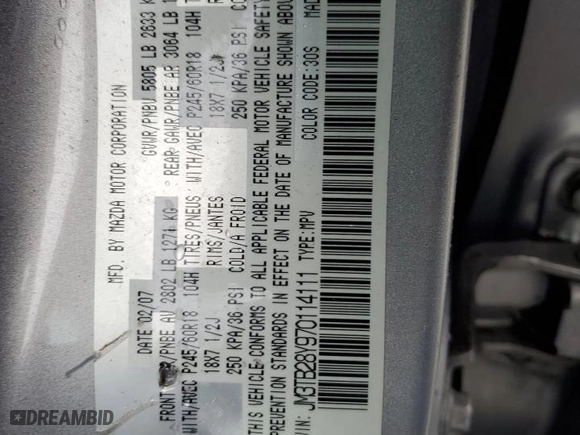 MFD. BY MAZDA MOTOR CORPORATION
DATE 02/07 GVWR/PNBV 5805 LB 2633 K
FRONT /PNBE AV 2802 LB 1271 KG REAR GAWR/PNBE AR 3064 LB
WITH/AVEC P245/60R18 104H TIRES/PNEUS WITH/AVEC P245/60R18 104H T
18X7 1/2J RIMS/JANTES 18X7 1/2J
250 KPA/36 PSI COLD/A FROID 250 KPA/36 PSI CO
THIS VEHICLE CONFORMS TO ALL APPLICABLE FEDERAL MOTOR VEHICLE SAFETY
PREVENTION STANDARDS IN EFFECT ON THE DATE OF MANUFACTURE SHOWN ABOV
COLOR CODE:30S MAD
VIN: JM3TB28Y970114111 TYPE:MPV
DREAMBID